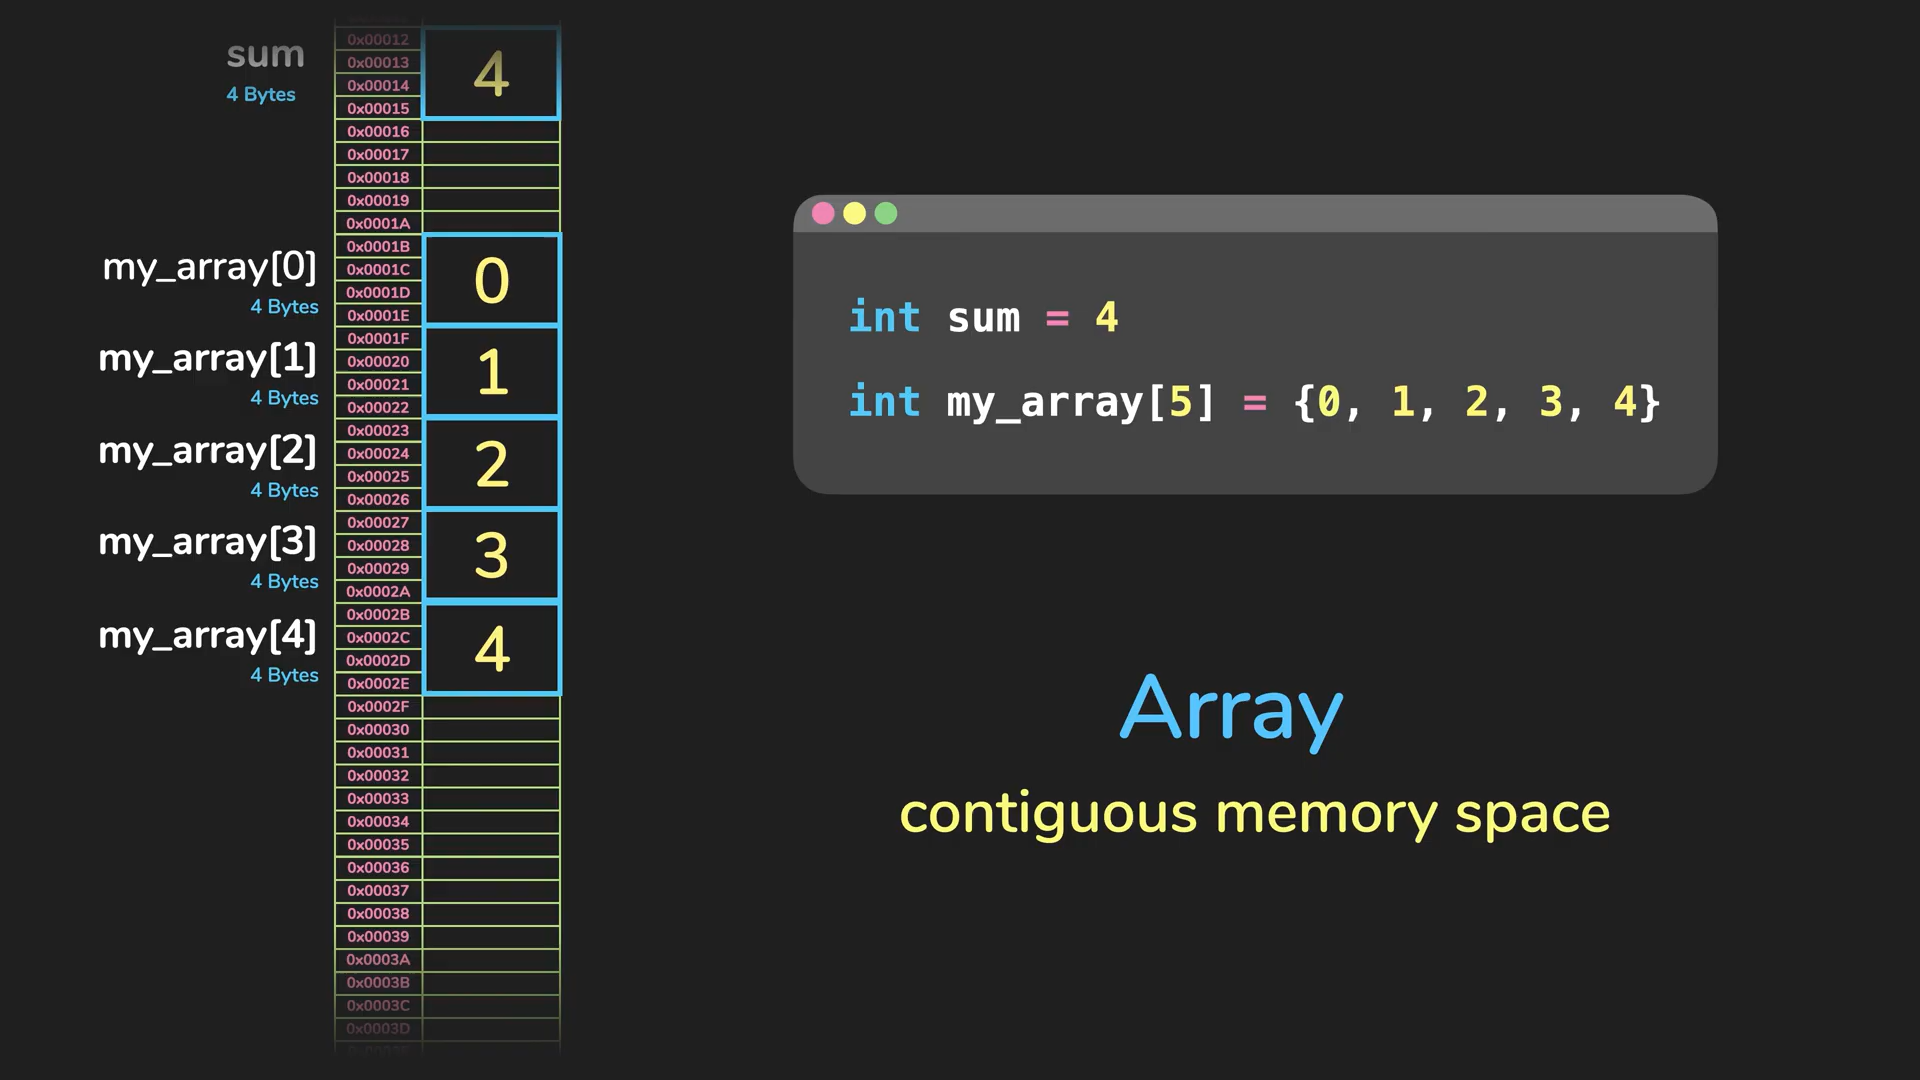 sum
4 Bytes
0x00012
0x00013
0x00014
0x00015
4
0x00016
0x00017
0x00018
0x00019
0x0001A
my_array[0]
4 Bytes
0x0001B
0x0001C
0x0001D
0x0001E
0
my_array[1]
4 Bytes
0x0001F
0x00020
0x00021
0x00022
1
my_array[2]
4 Bytes
0x00023
0x00024
0x00025
0x00026
2
my_array[3]
4 Bytes
0x00027
0x00028
0x00029
0x0002A
3
my_array[4]
4 Bytes
0x0002B
0x0002C
0x0002D
0x0002E
4
0x0002F
0x00030
0x00031
0x00032
0x00033
0x00034
0x00035
0x00036
0x00037
0x00038
0x00039
0x0003A
0x0003B
0x0003C
0x0003D
int sum = 4
int my_array[5] = {0, 1, 2, 3, 4}
Array
contiguous memory space